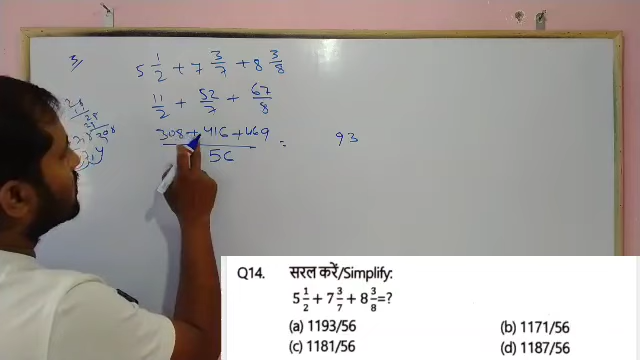 3/
5 1/2 + 7 3/7 + 8 3/8
11/2 + 52/7 + 67/8
308 + 416 + 469 / 56 = 93
Q14. सरल करें/Simplify:
5 1/2 + 7 3/7 + 8 3/8 =?
(a) 1193/56 (b) 1171/56
(c) 1181/56 (d) 1187/56